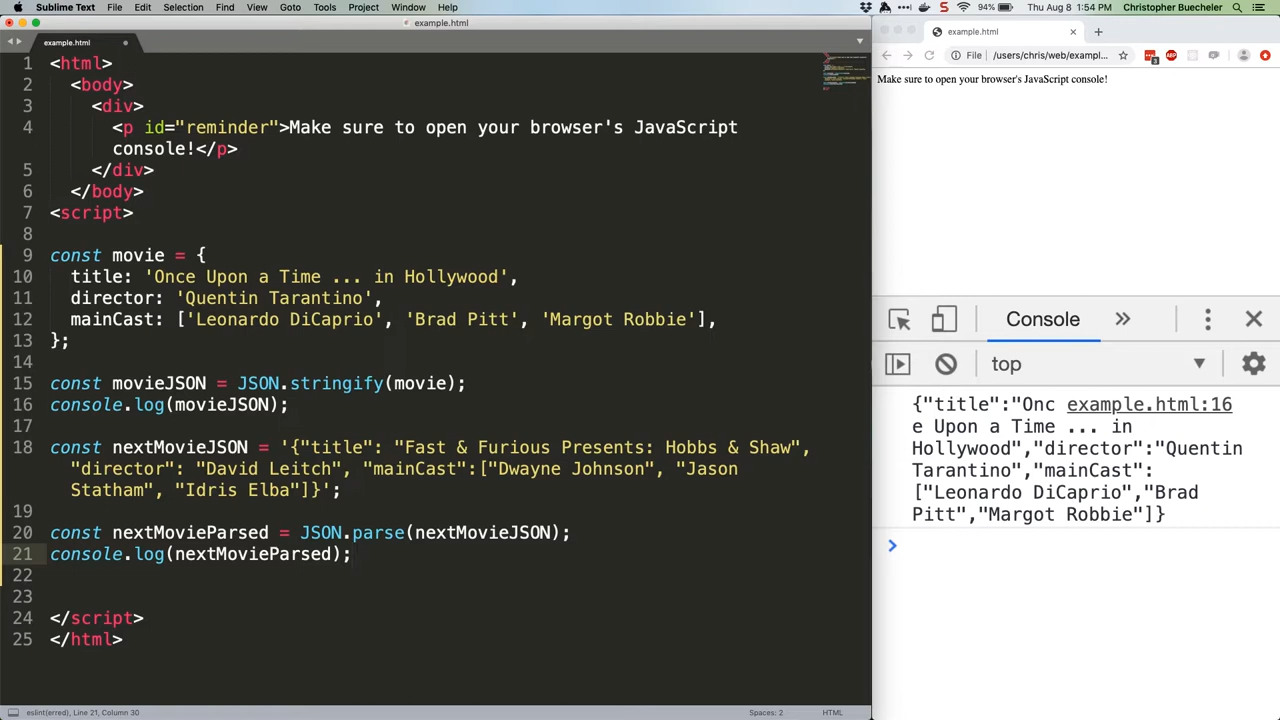 Sublime Text File Edit Selection Find View Goto Tools Project Window Help 94% Thu Aug 8 1:54 PM Christopher Buecheler
example.html
example.html
1 <html>
2 <body>
3 <div>
4 <p id="reminder">Make sure to open your browser's JavaScript
console!</p>
5 </div>
6 </body>
7 <script>
8
9 const movie = {
10 title: 'Once Upon a Time ... in Hollywood',
11 director: 'Quentin Tarantino',
12 mainCast: ['Leonardo DiCaprio', 'Brad Pitt', 'Margot Robbie'],
13 };
14
15 const movieJSON = JSON.stringify(movie);
16 console.log(movieJSON);
17
18 const nextMovieJSON = '{"title": "Fast & Furious Presents: Hobbs & Shaw",
"director": "David Leitch", "mainCast":["Dwayne Johnson", "Jason
Statham", "Idris Elba"]}';
19
20 const nextMovieParsed = JSON.parse(nextMovieJSON);
21 console.log(nextMovieParsed);
22
23
24 </script>
25 </html>
eslint(erred), Line 21, Column 30
Spaces: 2 HTML
example.html
File /users/chris/web/exampl...
Make sure to open your browser's JavaScript console!
Console
top
{"title":"Onc example.html:16
e Upon a Time ... in
Hollywood","director":"Quentin
Tarantino","mainCast":
["Leonardo DiCaprio","Brad
Pitt","Margot Robbie"]}